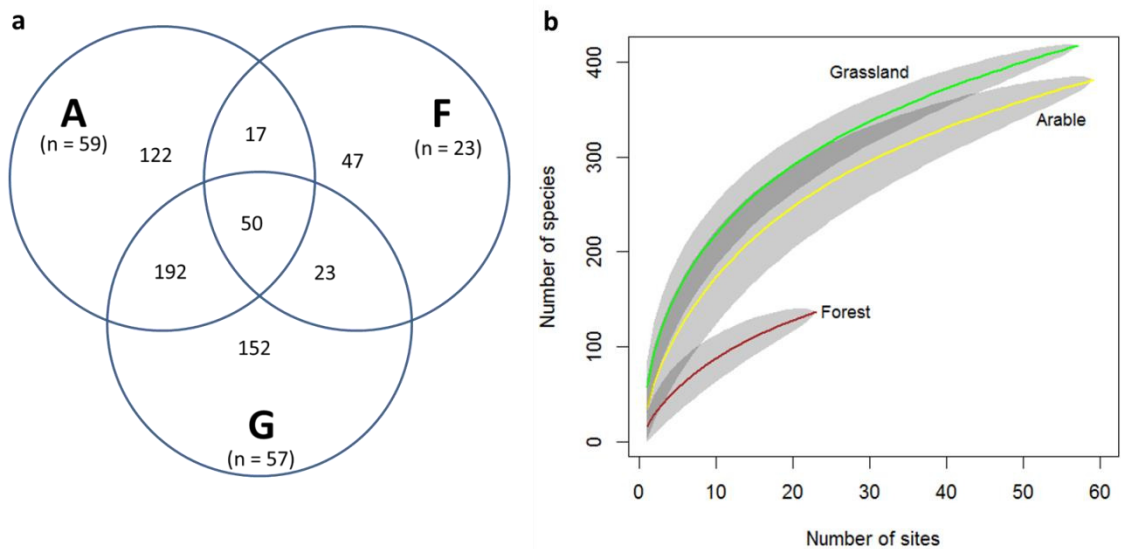 a
A
(n = 59)
F
(n = 23)
17
122
47
50
192
23
152
G
(n = 57)
b
Number of species
0
100
200
300
400
Grassland
Arable
Forest
0 10 20 30 40 50 60
Number of sites